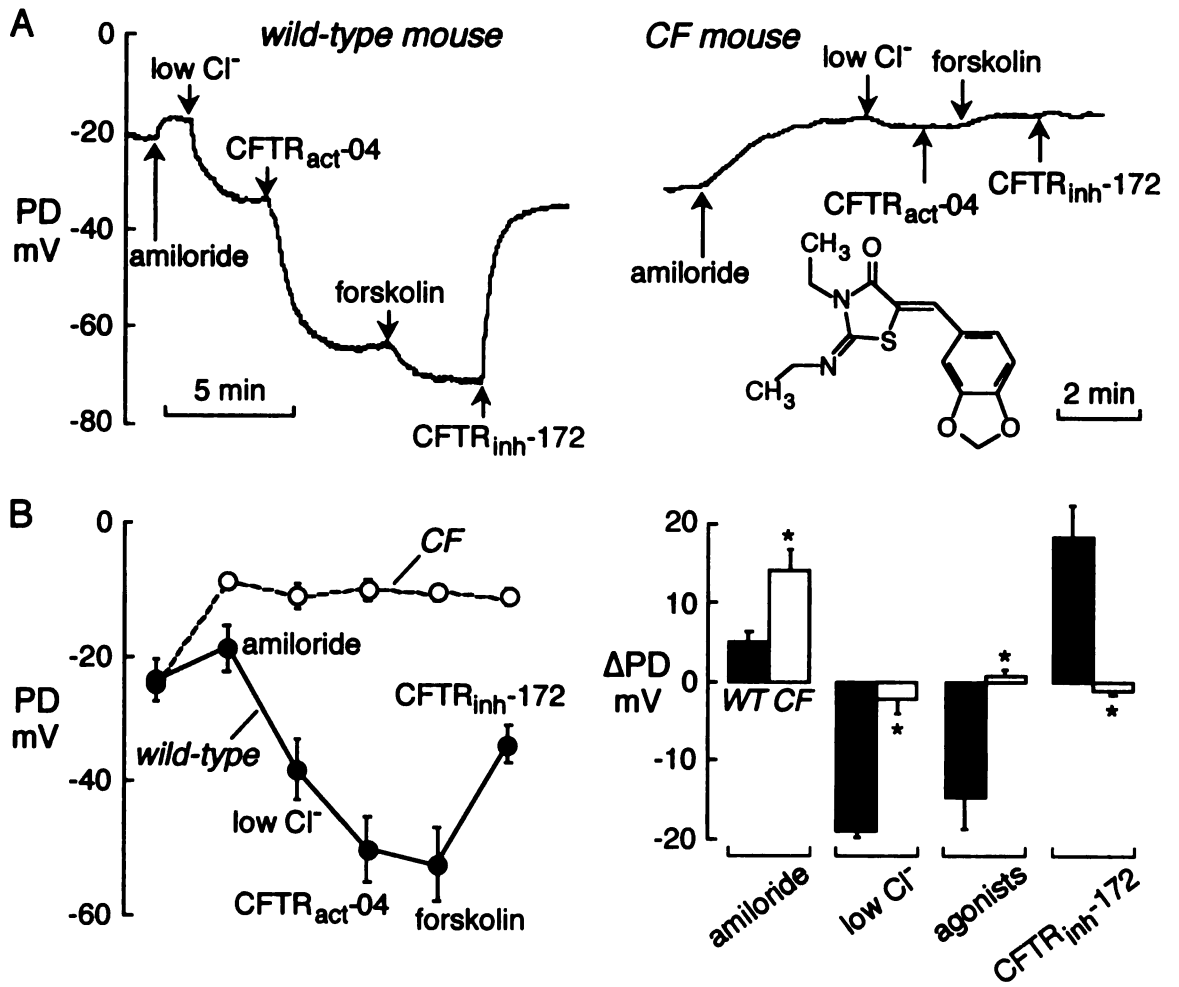 A
wild-type mouse
0
-20
-40
-60
-80
PD
mV
low Cl⁻
CFTRact-04
amiloride
forskolin
5 min
CFTRinh-172
CF mouse
low Cl⁻
forskolin
CFTRact-04
CFTRinh-172
amiloride
CH3
O
N
S
N
CH3
O
O
2 min
B
0
-20
-40
-60
PD
mV
CF
amiloride
CFTRinh-172
wild-type
low Cl⁻
CFTRact-04
forskolin
20
10
0
-10
-20
ΔPD
mV
*
WT CF
*
*
*
amiloride
low Cl⁻
agonists
CFTRinh-172